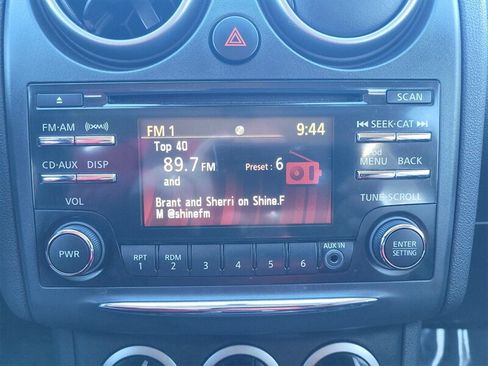 SCAN
FM·AM
(XM)
SEEK·CAT
CD·AUX
DISP
iPod
MENU
BACK
FM 1
9:44
Top 40
89.7 FM
Preset : 6
and
Brant and Sherri on Shine.F
M @shinefm
VOL
TUNE·SCROLL
PWR
RPT
1
RDM
2
3
4
5
6
AUX IN
ENTER
SETTING